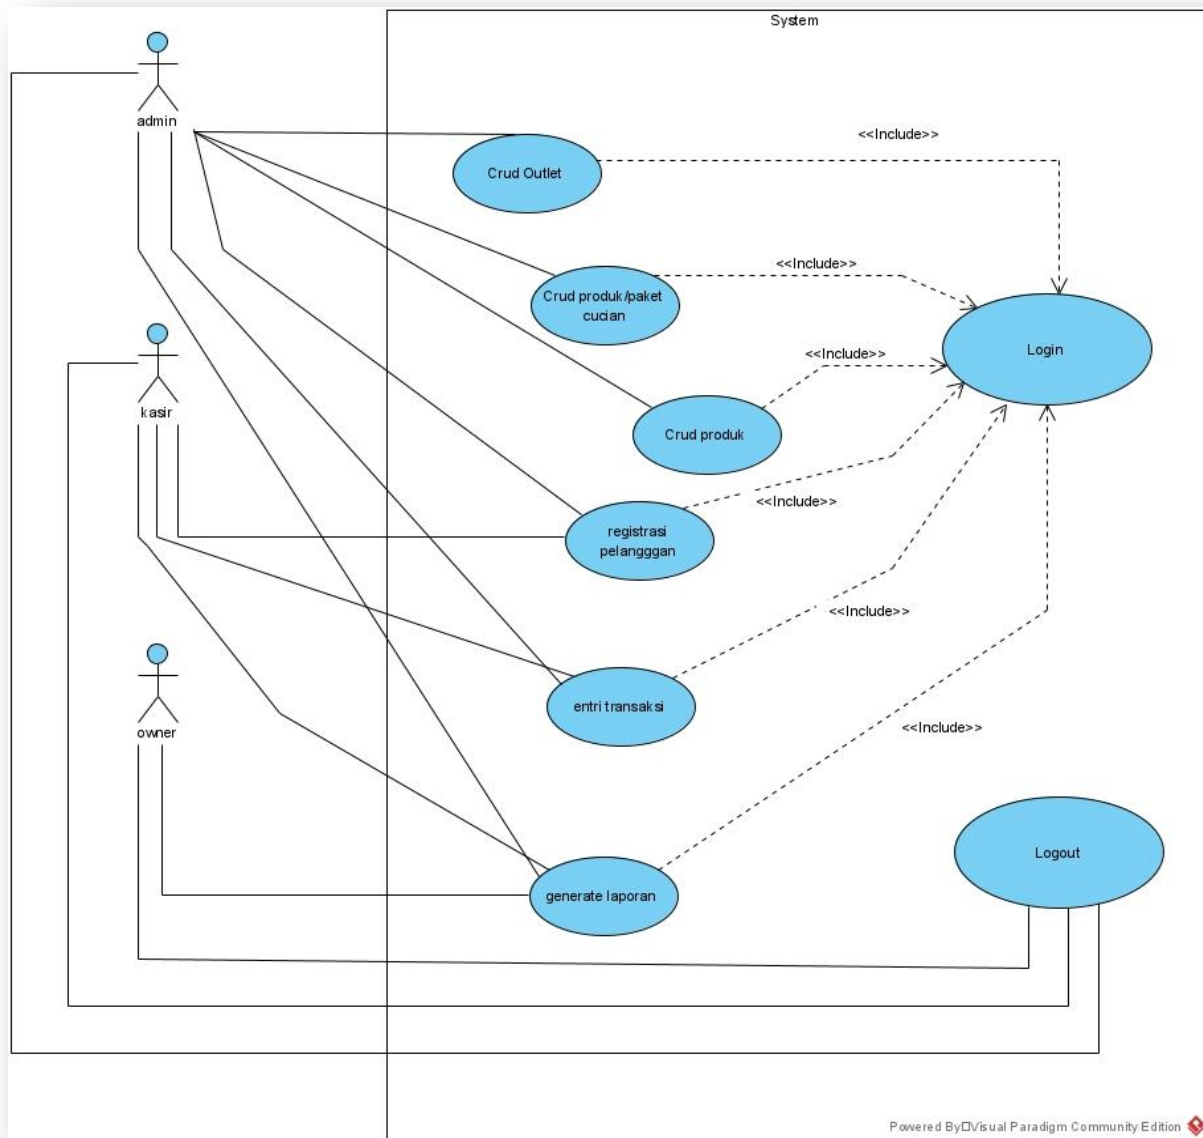 System
admin
<<Include>>
Crud Outlet
<<Include>>
Crud produk/paket
cucian
Login
<<Include>>
kasir
Crud produk
<<Include>>
registrasi
pelangggan
<<Include>>
entri transaksi
owner
<<Include>>
Logout
generate laporan
Powered By□Visual Paradigm Community Edition